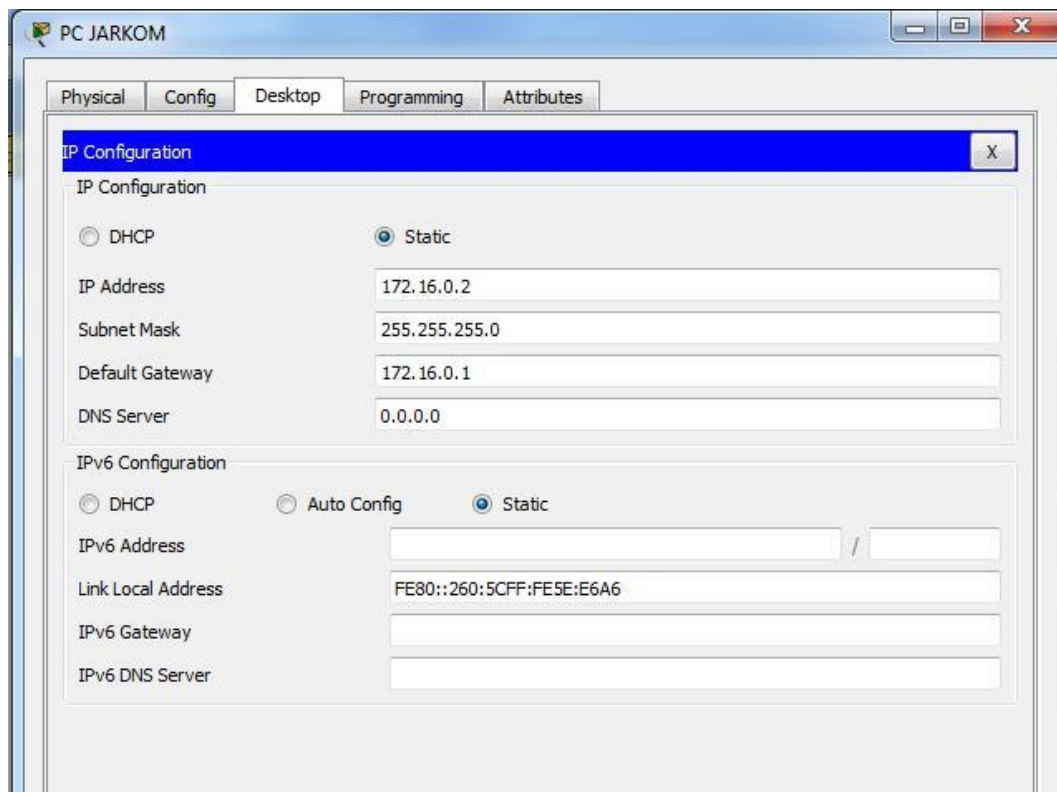 PC JARKOM
Physical Config Desktop Programming Attributes
IP Configuration X
IP Configuration
DHCP Static
IP Address 172.16.0.2
Subnet Mask 255.255.255.0
Default Gateway 172.16.0.1
DNS Server 0.0.0.0
IPv6 Configuration
DHCP Auto Config Static
IPv6 Address /
Link Local Address FE80::260:5CFF:FE5E:E6A6
IPv6 Gateway
IPv6 DNS Server